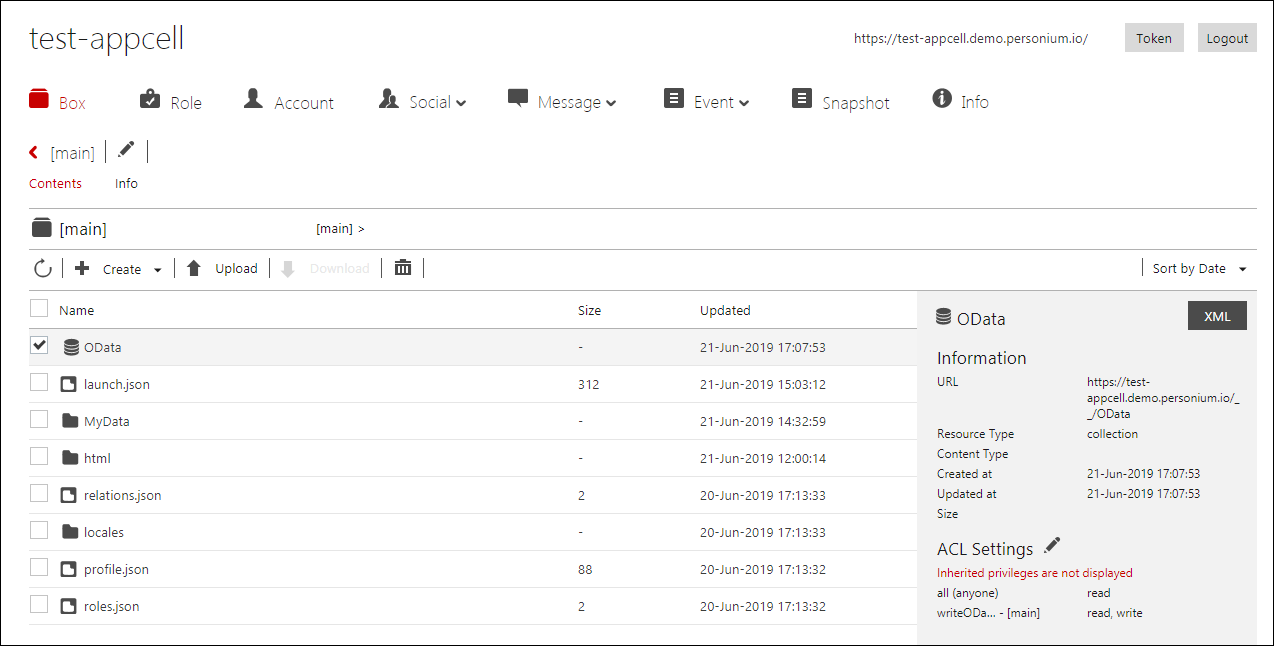 test-appcell
https://test-appcell.demo.personium.io/
Token
Logout
Box
Role
Account
Social
Message
Event
Snapshot
Info
[main]
Contents
Info
[main]
[main] >
Create
Upload
Download
Sort by Date
Name Size Updated
OData - 21-Jun-2019 17:07:53
launch.json 312 21-Jun-2019 15:03:12
MyData - 21-Jun-2019 14:32:59
html - 21-Jun-2019 12:00:14
relations.json 2 20-Jun-2019 17:13:33
locales - 20-Jun-2019 17:13:33
profile.json 88 20-Jun-2019 17:13:32
roles.json 2 20-Jun-2019 17:13:32
OData
XML
Information
URL https://test-
appcell.demo.personium.io/_
_/OData
Resource Type collection
Content Type
Created at 21-Jun-2019 17:07:53
Updated at 21-Jun-2019 17:07:53
Size
ACL Settings
Inherited privileges are not displayed
all (anyone) read
writeODa... - [main] read, write